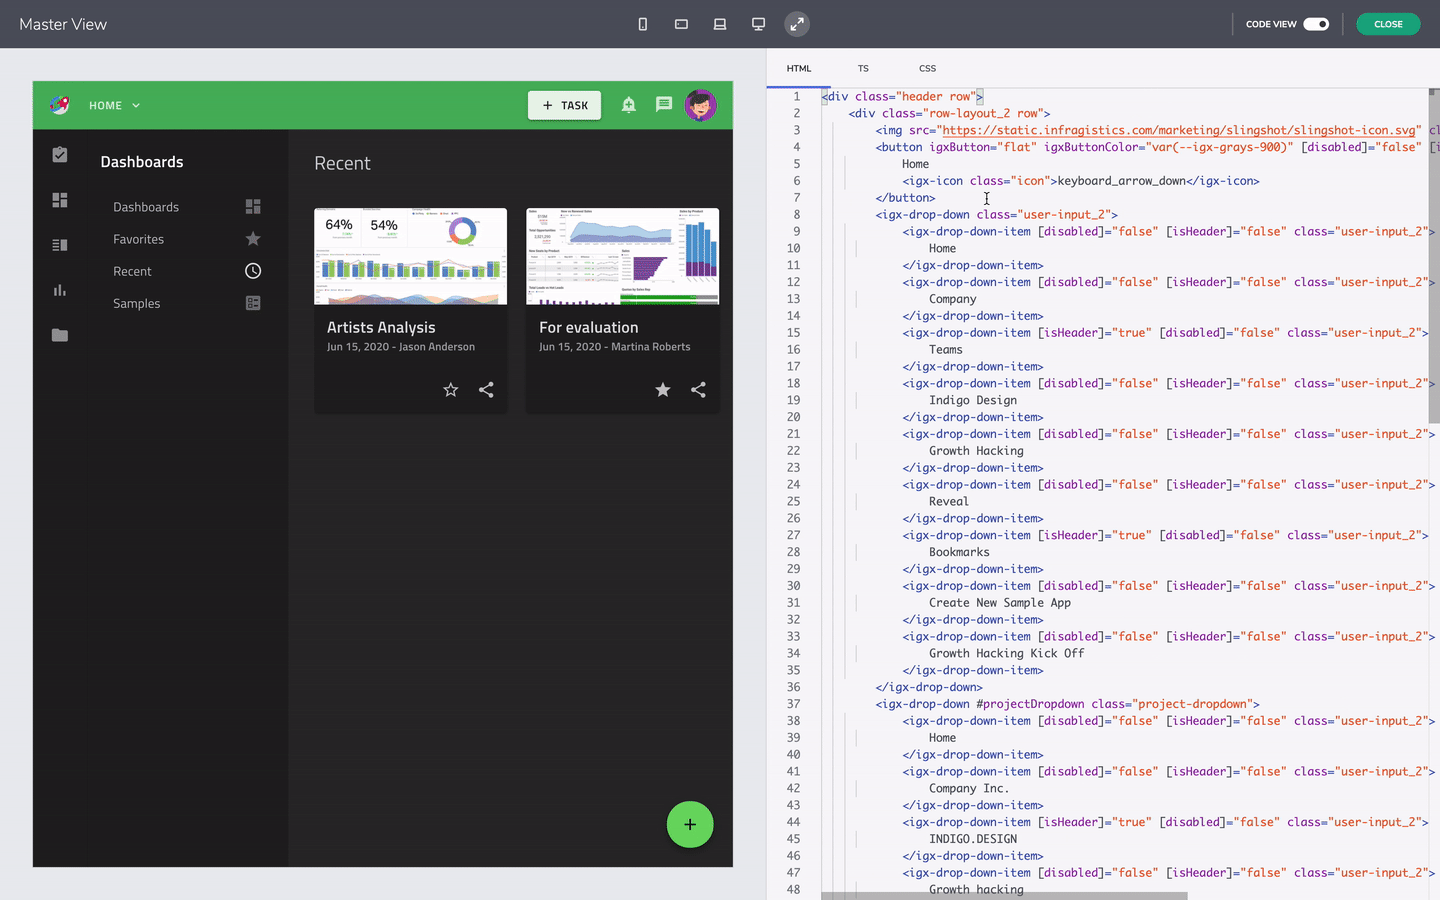 Master View
CODE VIEW
CLOSE
HOME
+ TASK
Dashboards
Dashboards
Favorites
Recent
Samples
Recent
64%
54%
Artists Analysis
Jun 15, 2020 - Jason Anderson
For evaluation
Jun 15, 2020 - Martina Roberts
+
HTML
TS
CSS
1 <div class="header row">
2 <div class="row-layout_2 row">
3 <img src="https://static.infragistics.com/marketing/slingshot/slingshot-icon.svg" cl
4 <button igxButton="flat" igxButtonColor="var(--igx-grays-900)" [disabled]="false" [i
5 Home
6 <igx-icon class="icon">keyboard_arrow_down</igx-icon>
7 </button>
8 <igx-drop-down class="user-input_2">
9 <igx-drop-down-item [disabled]="false" [isHeader]="false" class="user-input_2">
10 Home
11 </igx-drop-down-item>
12 <igx-drop-down-item [disabled]="false" [isHeader]="false" class="user-input_2">
13 Company
14 </igx-drop-down-item>
15 <igx-drop-down-item [isHeader]="true" [disabled]="false" class="user-input_2">
16 Teams
17 </igx-drop-down-item>
18 <igx-drop-down-item [disabled]="false" [isHeader]="false" class="user-input_2">
19 Indigo Design
20 </igx-drop-down-item>
21 <igx-drop-down-item [disabled]="false" [isHeader]="false" class="user-input_2">
22 Growth Hacking
23 </igx-drop-down-item>
24 <igx-drop-down-item [disabled]="false" [isHeader]="false" class="user-input_2">
25 Reveal
26 </igx-drop-down-item>
27 <igx-drop-down-item [isHeader]="true" [disabled]="false" class="user-input_2">
28 Bookmarks
29 </igx-drop-down-item>
30 <igx-drop-down-item [disabled]="false" [isHeader]="false" class="user-input_2">
31 Create New Sample App
32 </igx-drop-down-item>
33 <igx-drop-down-item [disabled]="false" [isHeader]="false" class="user-input_2">
34 Growth Hacking Kick Off
35 </igx-drop-down-item>
36 </igx-drop-down>
37 <igx-drop-down #projectDropdown class="project-dropdown">
38 <igx-drop-down-item [disabled]="false" [isHeader]="false" class="user-input_2">
39 Home
40 </igx-drop-down-item>
41 <igx-drop-down-item [disabled]="false" [isHeader]="false" class="user-input_2">
42 Company Inc.
43 </igx-drop-down-item>
44 <igx-drop-down-item [isHeader]="true" [disabled]="false" class="user-input_2">
45 INDIGO.DESIGN
46 </igx-drop-down-item>
47 <igx-drop-down-item [disabled]="false" [isHeader]="false" class="user-input_2">
48 Growth hacking